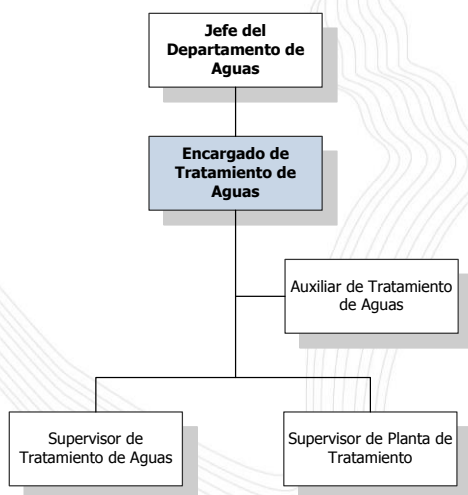 Jefe del
Departamento de
Aguas
Encargado de
Tratamiento de
Aguas
Auxiliar de Tratamiento
de Aguas
Supervisor de
Tratamiento de Aguas
Supervisor de Planta de
Tratamiento